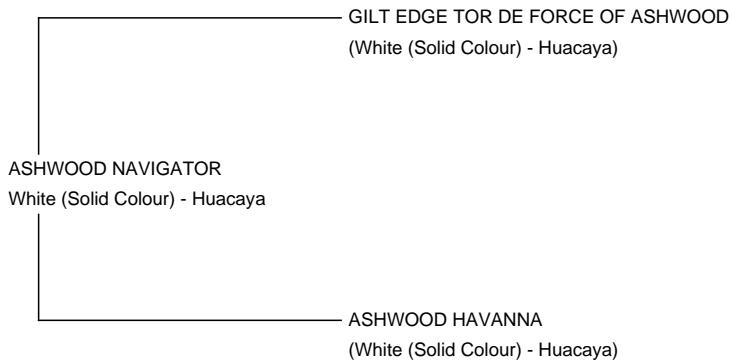 GILT EDGE TOR DE FORCE OF ASHWOOD
(White (Solid Colour) - Huacaya)
ASHWOOD NAVIGATOR
White (Solid Colour) - Huacaya
ASHWOOD HAVANNA
(White (Solid Colour) - Huacaya)